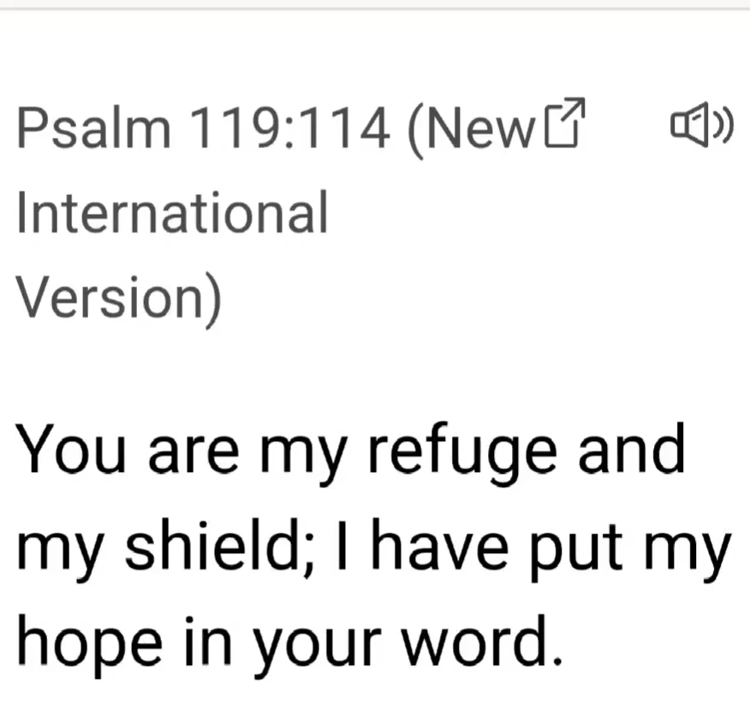 Psalm 119:114 (New
International
Version)
You are my refuge and
my shield; I have put my
hope in your word.